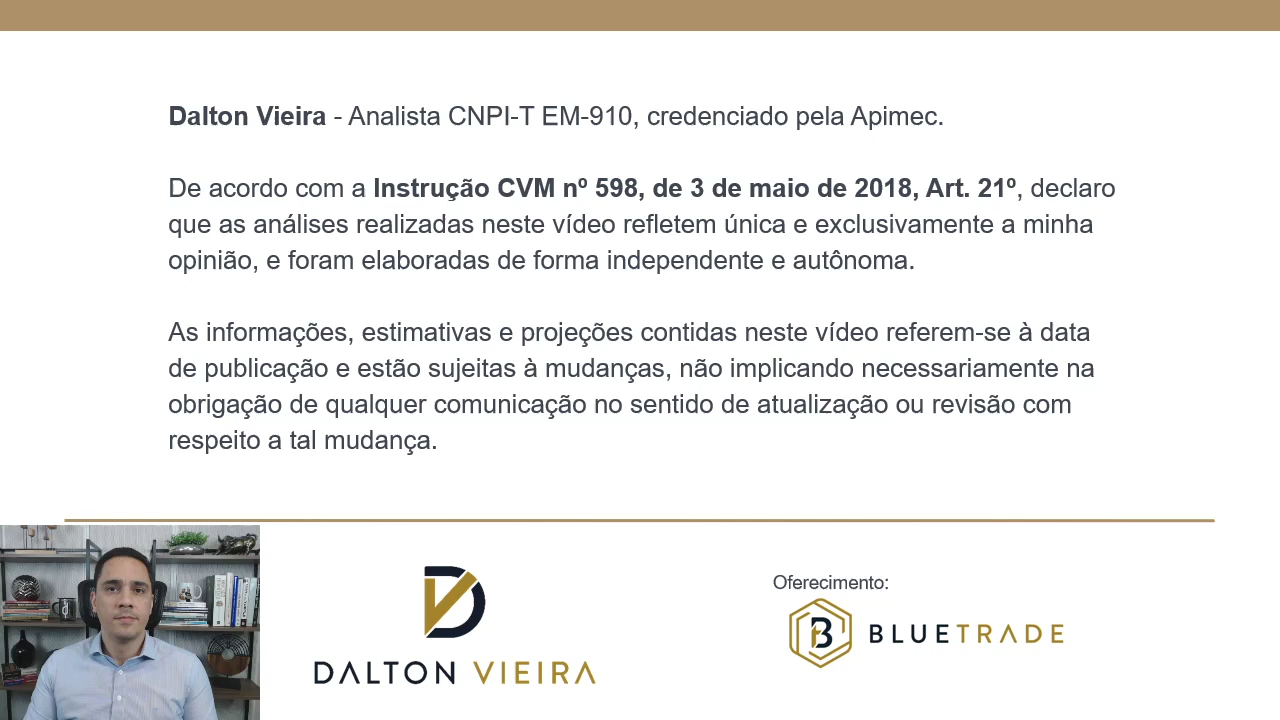 Dalton Vieira - Analista CNPI-T EM-910, credenciado pela Apimec.
De acordo com a Instrução CVM nº 598, de 3 de maio de 2018, Art. 21º, declaro
que as análises realizadas neste vídeo refletem única e exclusivamente a minha
opinião, e foram elaboradas de forma independente e autônoma.
As informações, estimativas e projeções contidas neste vídeo referem-se à data
de publicação e estão sujeitas à mudanças, não implicando necessariamente na
obrigação de qualquer comunicação no sentido de atualização ou revisão com
respeito a tal mudança.
DALTON VIEIRA
Oferecimento:
BLUETRADE